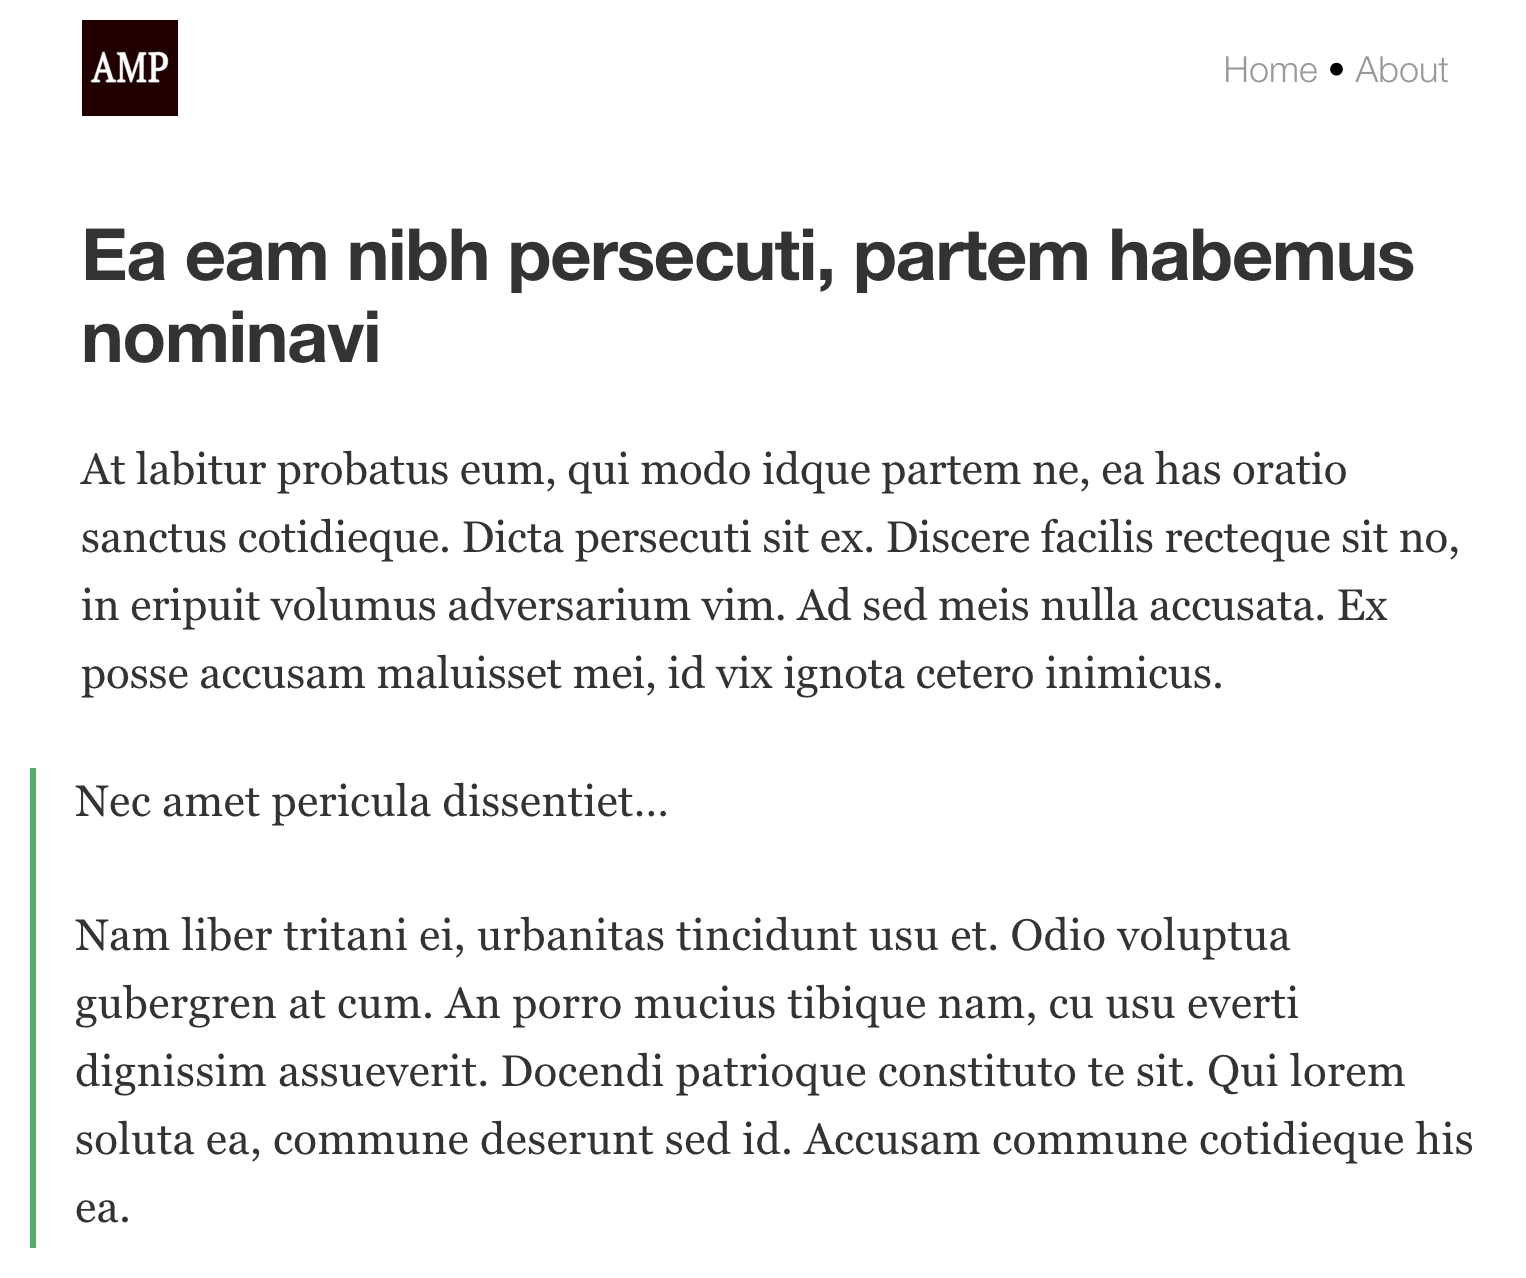 AMP
Home • About
Ea eam nibh persecuti, partem habemus
nominavi
At labitur probatus eum, qui modo idque partem ne, ea has oratio
sanctus cotidieque. Dicta persecuti sit ex. Discere facilis recteque sit no,
in eripuit volumus adversarium vim. Ad sed meis nulla accusata. Ex
posse accusam maluisset mei, id vix ignota cetero inimicus.
Nec amet pericula dissentiet...
Nam liber tritani ei, urbanitas tincidunt usu et. Odio voluptua
gubergren at cum. An porro mucius tibique nam, cu usu everti
dignissim assueverit. Docendi patrioque constituto te sit. Qui lorem
soluta ea, commune deserunt sed id. Accusam commune cotidieque his
ea.